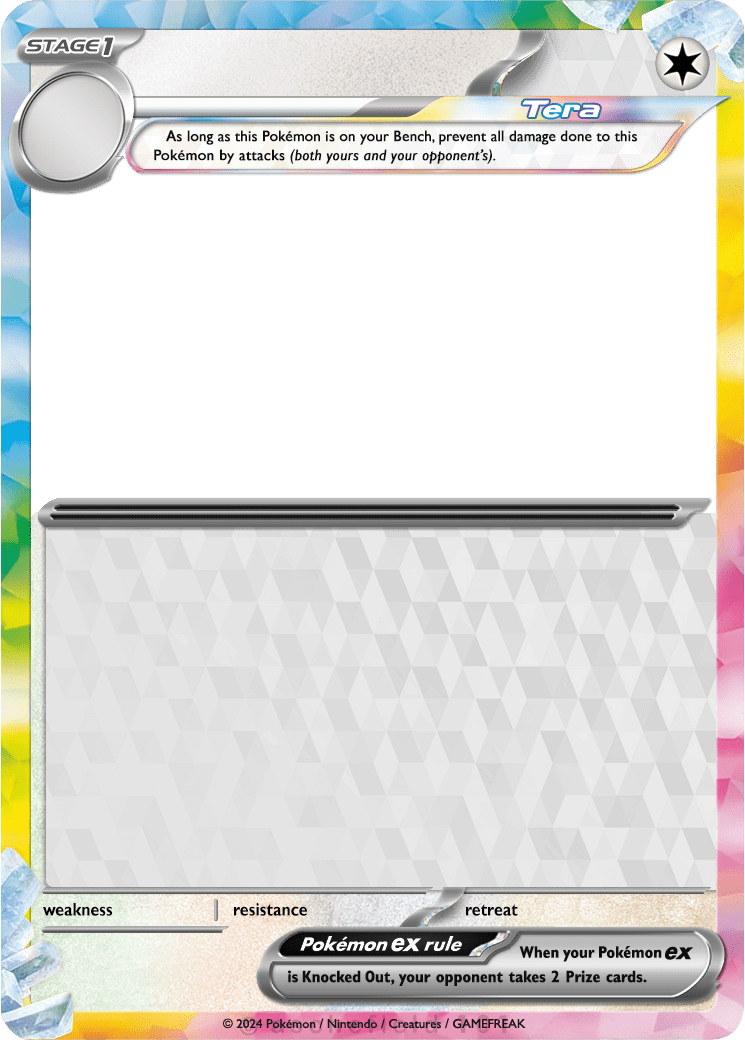 STAGE1
Tera
As long as this Pokémon is on your Bench, prevent all damage done to this
Pokémon by attacks (both yours and your opponent's).
weakness
resistance
retreat
Pokémon ex rule
When your Pokémon ex
is Knocked Out, your opponent takes 2 Prize cards.
© 2024 Pokémon / Nintendo / Creatures / GAMEFREAK